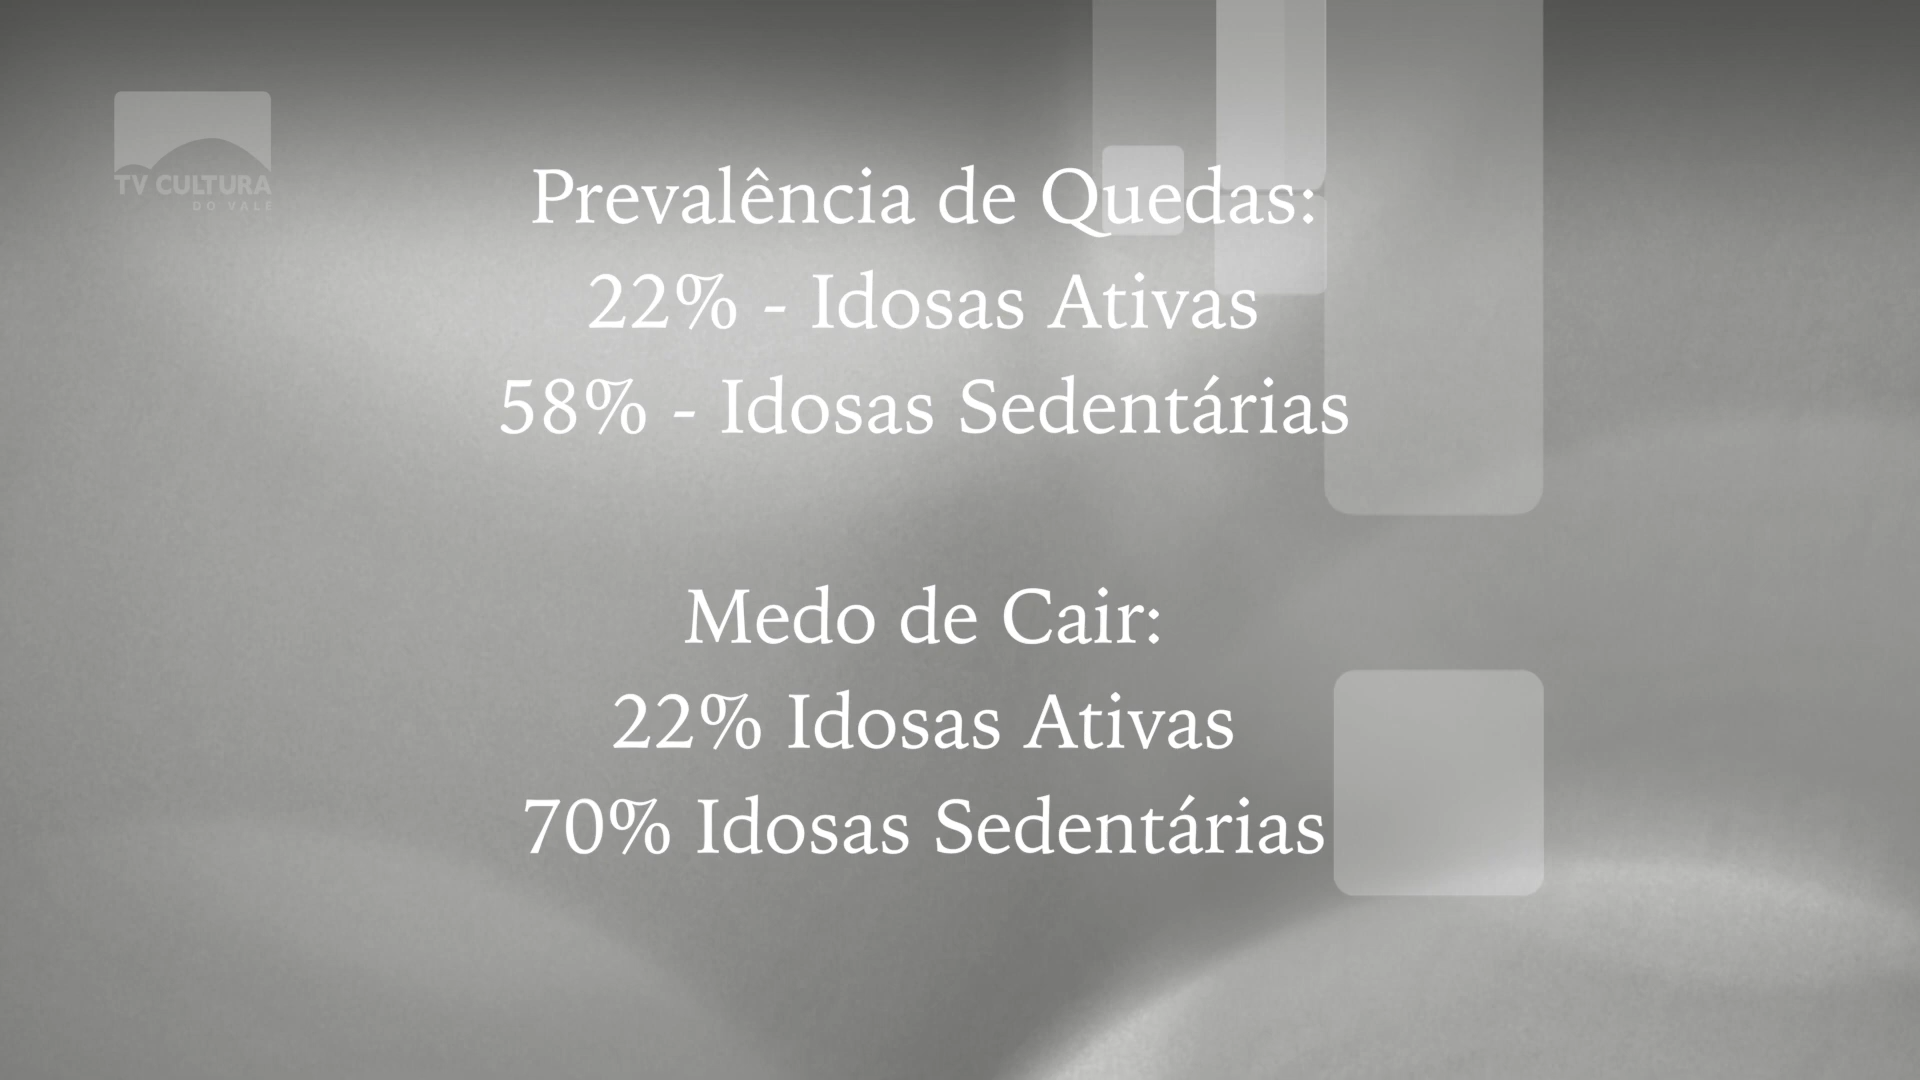 TV CULTURA
DO VALE
Prevalência de Quedas:
22% - Idosas Ativas
58% - Idosas Sedentárias
Medo de Cair:
22% Idosas Ativas
70% Idosas Sedentárias